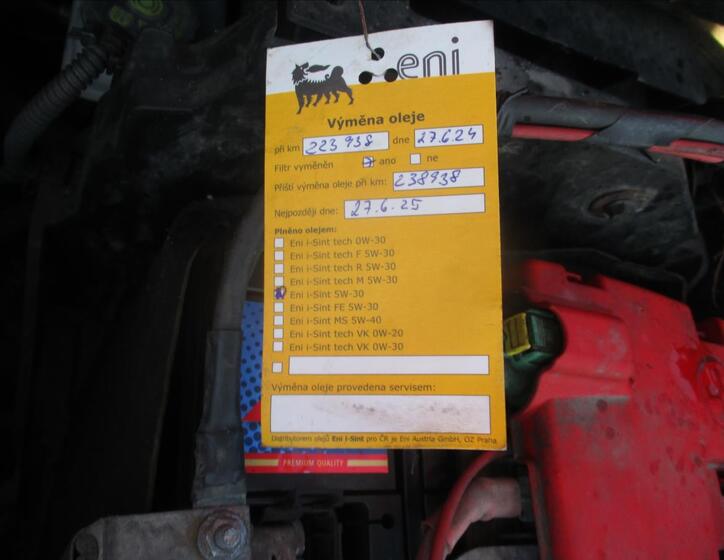 eni
Výměna oleje
při km 223 938 dne 27.6.24
Filtr vyměněn ano ne
Příští výměna oleje při km: 238938
Nejpozději dne: 27.6.25
Plněno olejem:
Eni i-Sint tech 0W-30
Eni i-Sint tech F 5W-30
Eni i-Sint tech R 5W-30
Eni i-Sint tech M 5W-30
Eni i-Sint 5W-30
Eni i-Sint FE 5W-30
Eni i-Sint MS 5W-40
Eni i-Sint tech VK 0W-20
Eni i-Sint tech VK 0W-30
Výměna oleje provedena servisem:
Distributorem olejů Eni i-Sint pro ČR je Eni Austria GmbH, OZ Praha
PREMIUM QUALITY